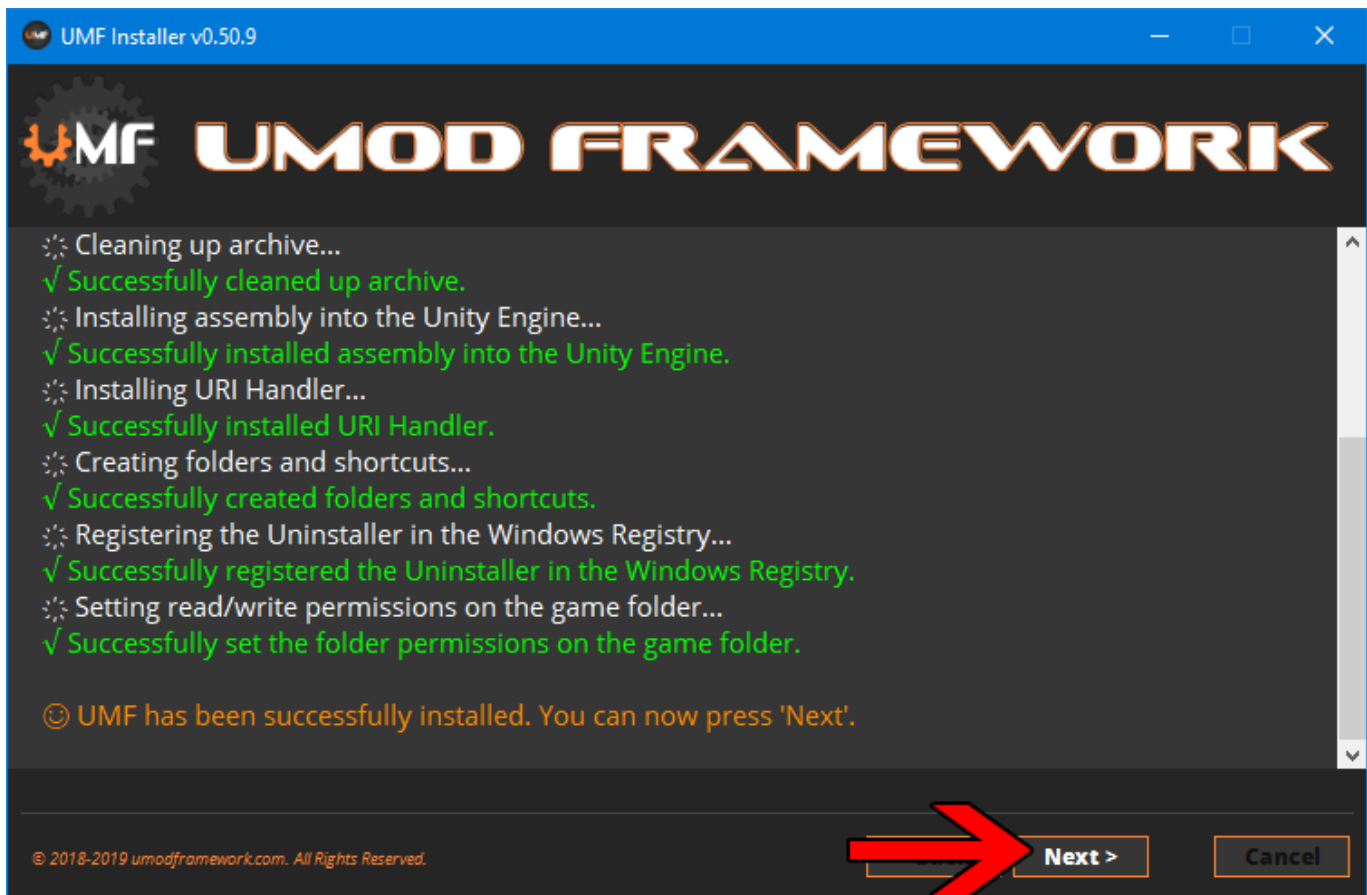 UMF Installer v0.50.9
UMF UMOD FRAMEWORK
Cleaning up archive...
√ Successfully cleaned up archive.
Installing assembly into the Unity Engine...
√ Successfully installed assembly into the Unity Engine.
Installing URI Handler...
√ Successfully installed URI Handler.
Creating folders and shortcuts...
√ Successfully created folders and shortcuts.
Registering the Uninstaller in the Windows Registry...
√ Successfully registered the Uninstaller in the Windows Registry.
Setting read/write permissions on the game folder...
√ Successfully set the folder permissions on the game folder.
UMF has been successfully installed. You can now press 'Next'.
© 2018-2019 umodframework.com. All Rights Reserved.
Next >
Cancel